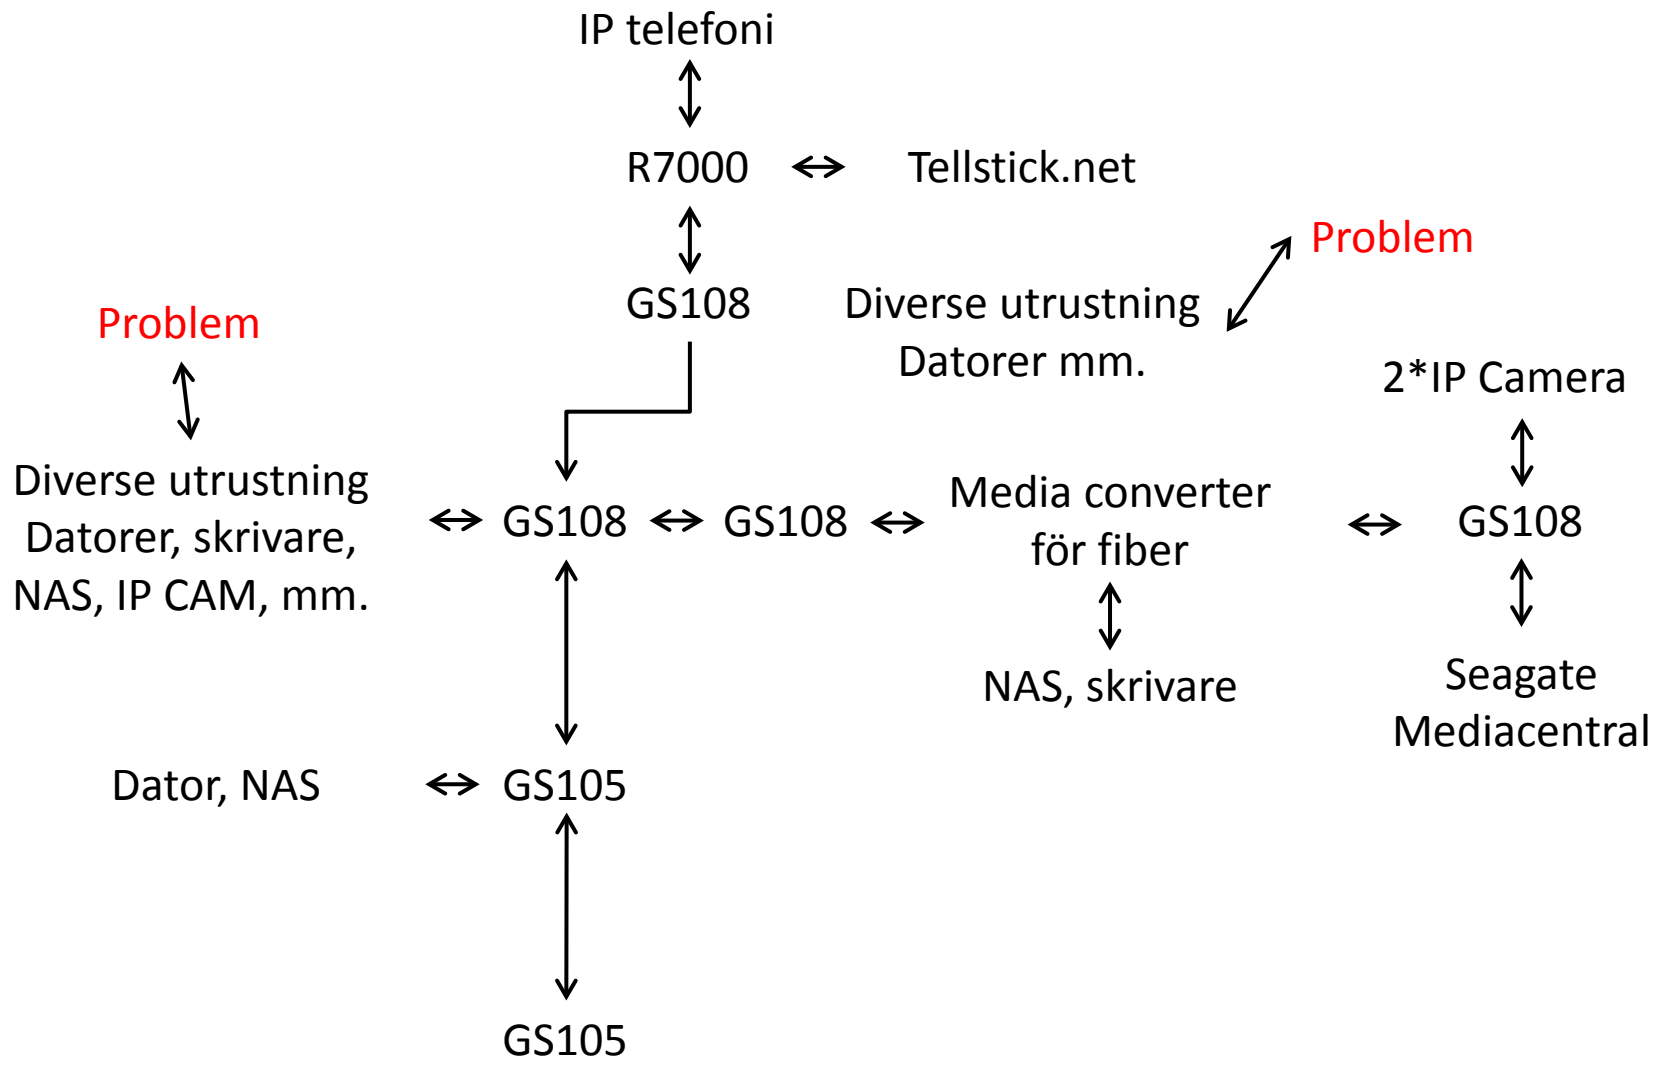 IP telefoni
R7000
Tellstick.net
Problem
GS108
Diverse utrustning
Datorer mm.
Problem
2*IP Camera
Diverse utrustning
Datorer, skrivare,
NAS, IP CAM, mm.
GS108
GS108
Media converter
för fiber
GS108
NAS, skrivare
Seagate
Mediacentral
Dator, NAS
GS105
GS105